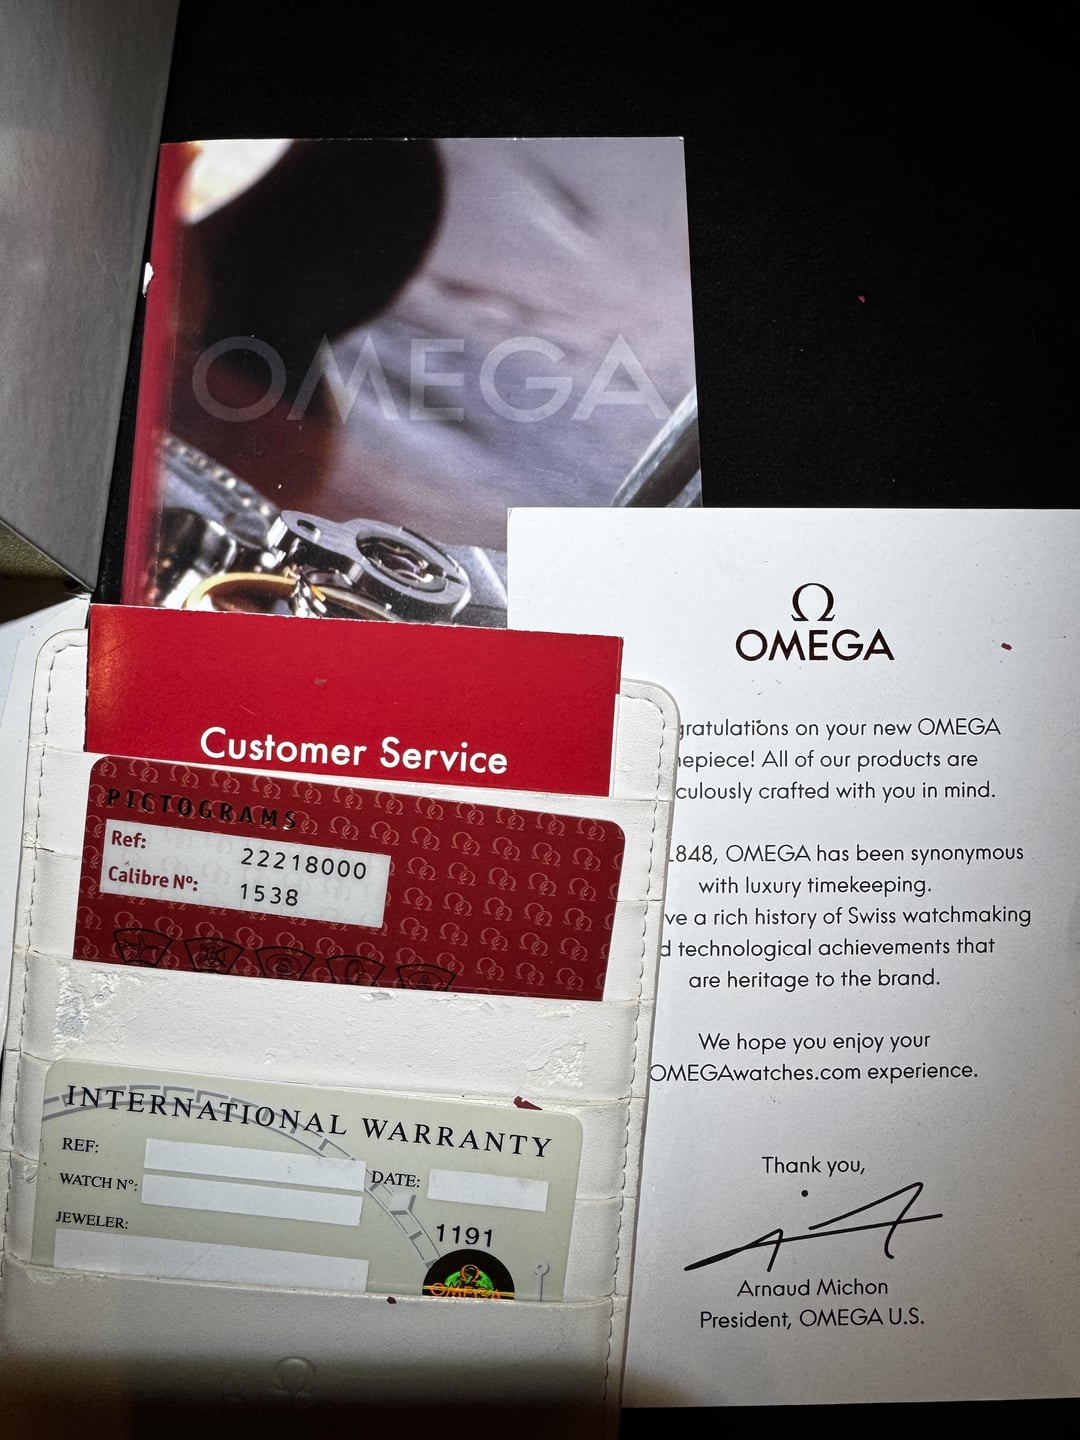 OMEGA
Customer Service
PICTOGRAMS
Ref: 22218000
Calibre Nº: 1538
INTERNATIONAL WARRANTY
REF:
WATCH Nº:
DATE:
JEWELER:
1191
OMEGA
Ω
OMEGA
gratulations on your new OMEGA
epiece! All of our products are
culously crafted with you in mind.
1848, OMEGA has been synonymous
with luxury timekeeping.
ve a rich history of Swiss watchmaking
d technological achievements that
are heritage to the brand.
We hope you enjoy your
OMEGAwatches.com experience.
Thank you,
Arnaud Michon
President, OMEGA U.S.